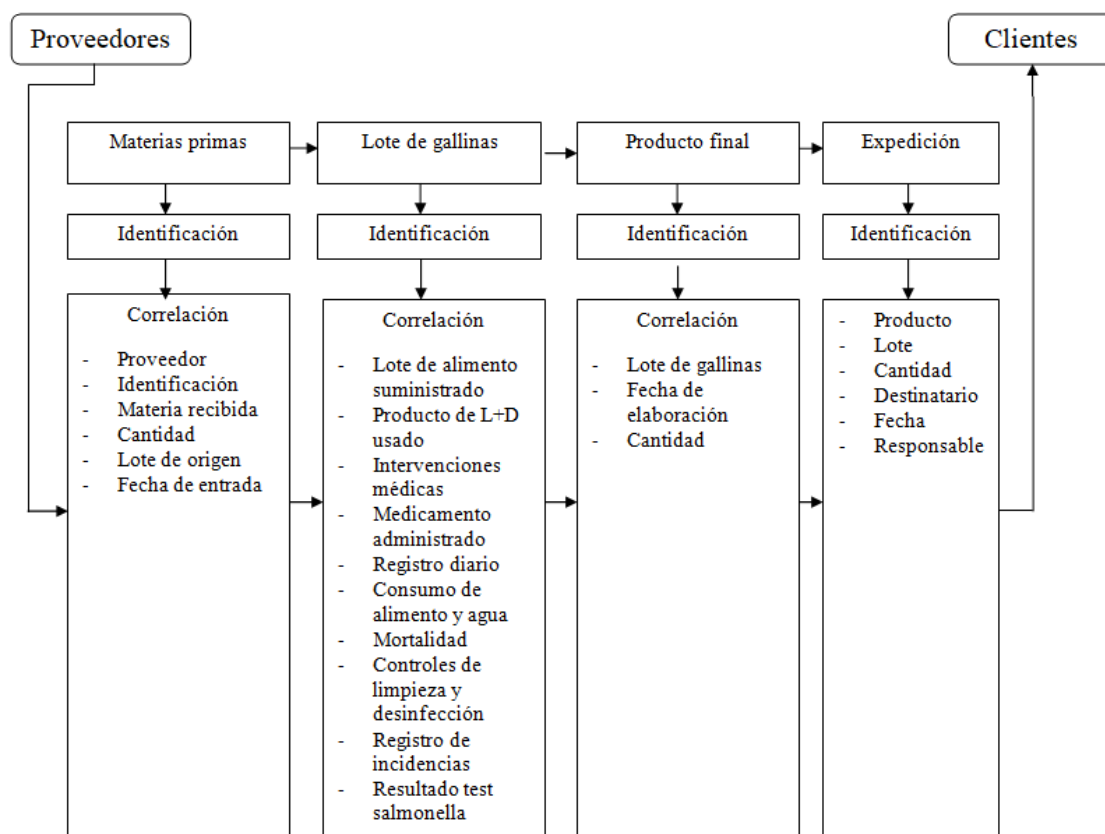 Proveedores
Clientes
Materias primas
Lote de gallinas
Producto final
Expedición
Identificación
Identificación
Identificación
Identificación
Correlación
- Proveedor
- Identificación
- Materia recibida
- Cantidad
- Lote de origen
- Fecha de entrada
Correlación
- Lote de alimento
suministrado
- Producto de L+D
usado
- Intervenciones
médicas
- Medicamento
administrado
- Registro diario
- Consumo de
alimento y agua
- Mortalidad
- Controles de
limpieza y
desinfección
- Registro de
incidencias
- Resultado test
salmonella
Correlación
- Lote de gallinas
- Fecha de
elaboración
- Cantidad
- Producto
- Lote
- Cantidad
- Destinatario
- Fecha
- Responsable